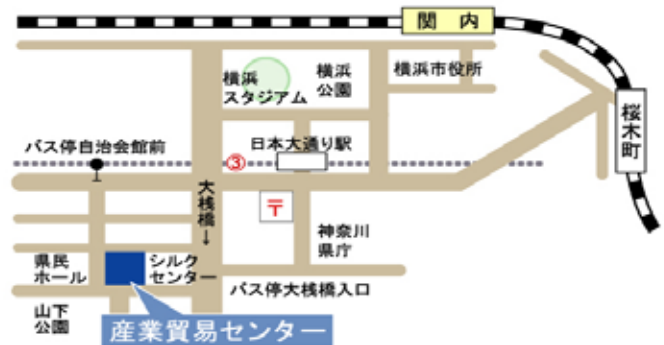 関内
横浜
スタジアム
横浜
公園
横浜市役所
桜木町
バス停自治会館前
③
日本大通り駅
大桟橋↓
〒
神奈川
県庁
県民
ホール
シルク
センター
バス停大桟橋入口
山下
公園
産業貿易センター